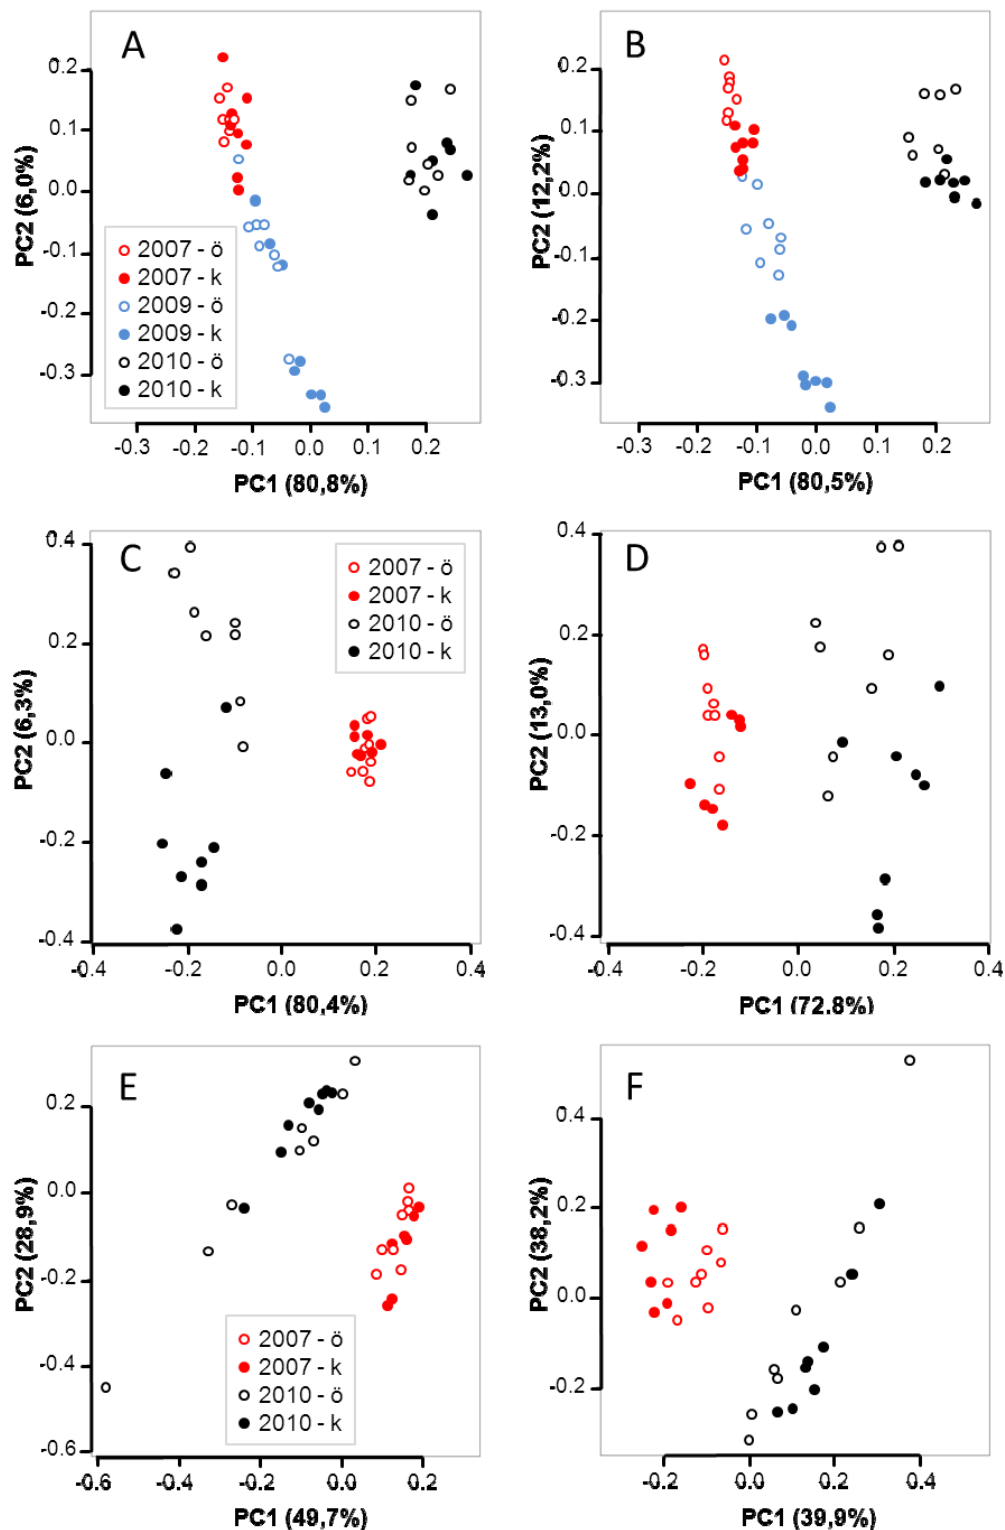 A
0.2
0.1
0.0
-0.1
-0.2
-0.3
PC2 (6,0%)
2007 - ö
2007 - k
2009 - ö
2009 - k
2010 - ö
2010 - k
-0.3 -0.2 -0.1 0.0 0.1 0.2
PC1 (80,8%)
B
0.2
0.1
0.0
-0.1
-0.2
-0.3
PC2 (12,2%)
-0.3 -0.2 -0.1 0.0 0.1 0.2
PC1 (80,5%)
C
0.4
0.2
0.0
-0.2
-0.4
PC2 (6,3%)
2007 - ö
2007 - k
2010 - ö
2010 - k
-0.4 -0.2 0.0 0.2 0.4
PC1 (80,4%)
D
0.4
0.2
0.0
-0.2
-0.4
PC2 (13,0%)
-0.4 -0.2 0.0 0.2 0.4
PC1 (72.8%)
E
0.2
0.0
-0.2
-0.4
-0.6
PC2 (28,9%)
2007 - ö
2007 - k
2010 - ö
2010 - k
-0.6 -0.4 -0.2 0.0 0.2
PC1 (49,7%)
F
0.4
0.2
0.0
-0.2
PC2 (38,2%)
-0.2 0.0 0.2 0.4
PC1 (39,9%)